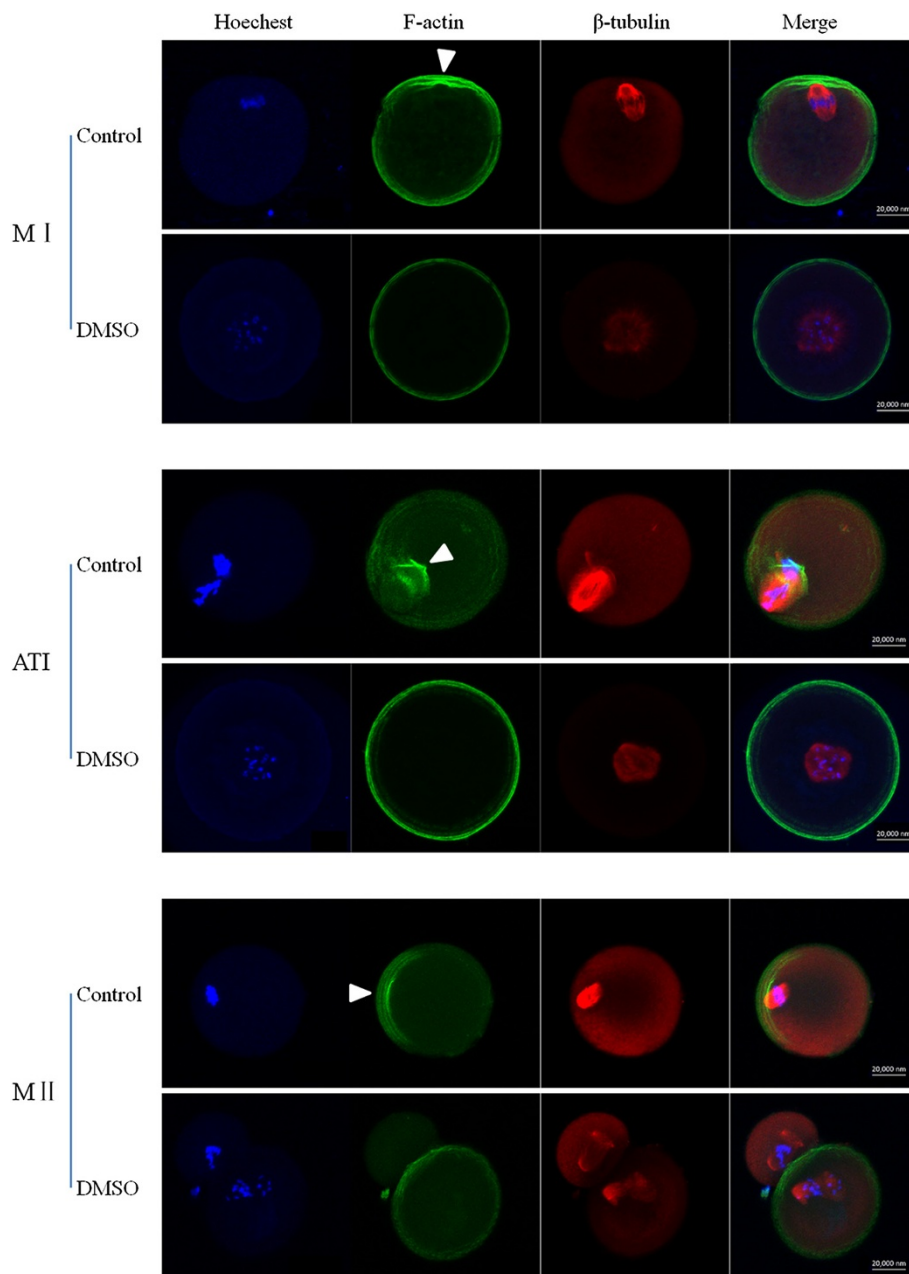 Hoechest F-actin β-tubulin Merge
Control
20,000 nm
M Ⅰ
DMSO
20,000 nm
Control
20,000 nm
ATI
DMSO
20,000 nm
Control
20,000 nm
M Ⅱ
DMSO
20,000 nm